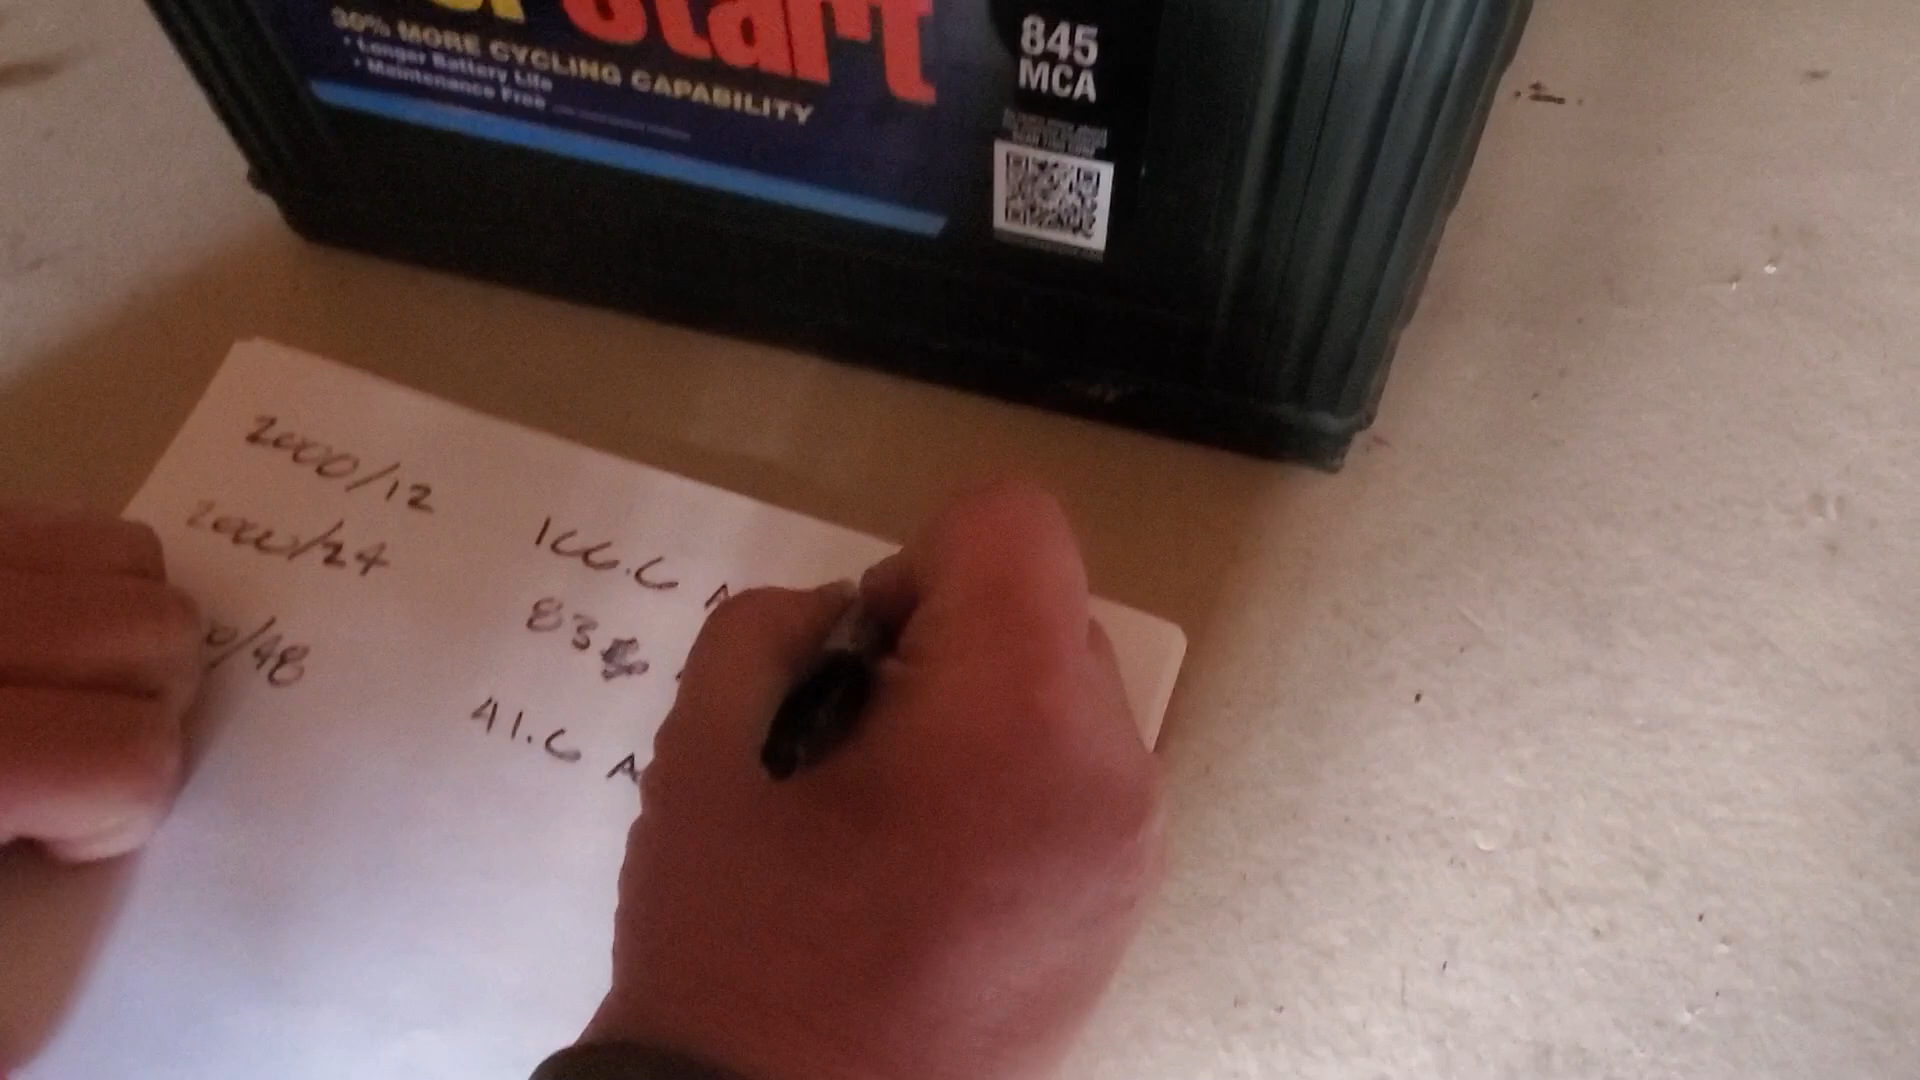 Start
845
MCA
30% MORE CYCLING CAPABILITY
• Longer Battery Life
• Maintenance Free
2000/12
166.6 A
2000/24
83
0/48
41.6 A